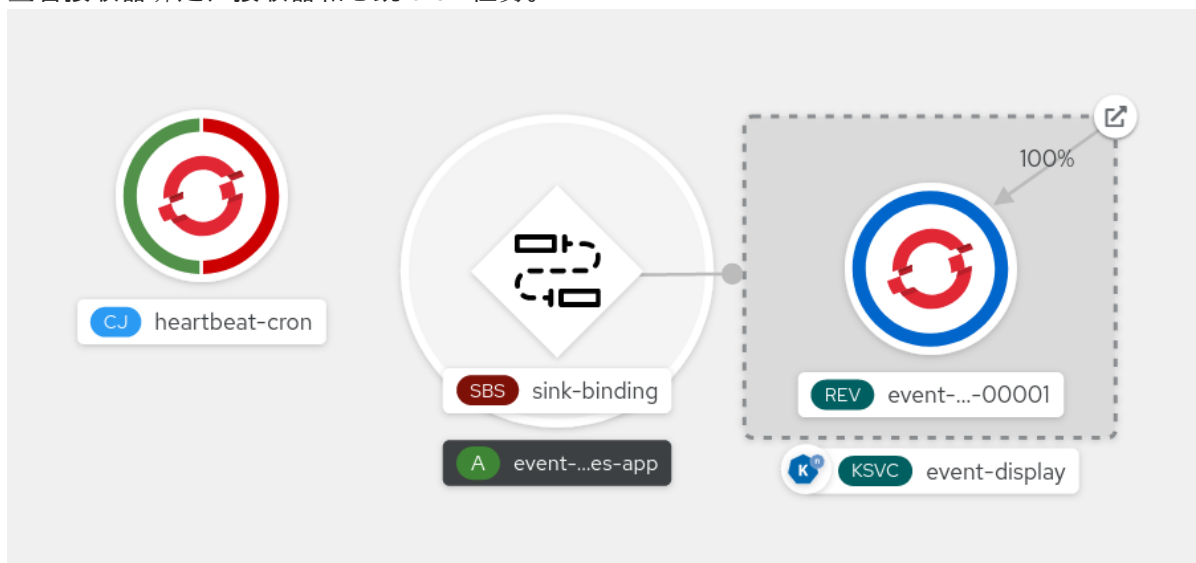 100%
CJ heartbeat-cron
SBS sink-binding
REV event-...-00001
A event-...es-app
KSVC event-display